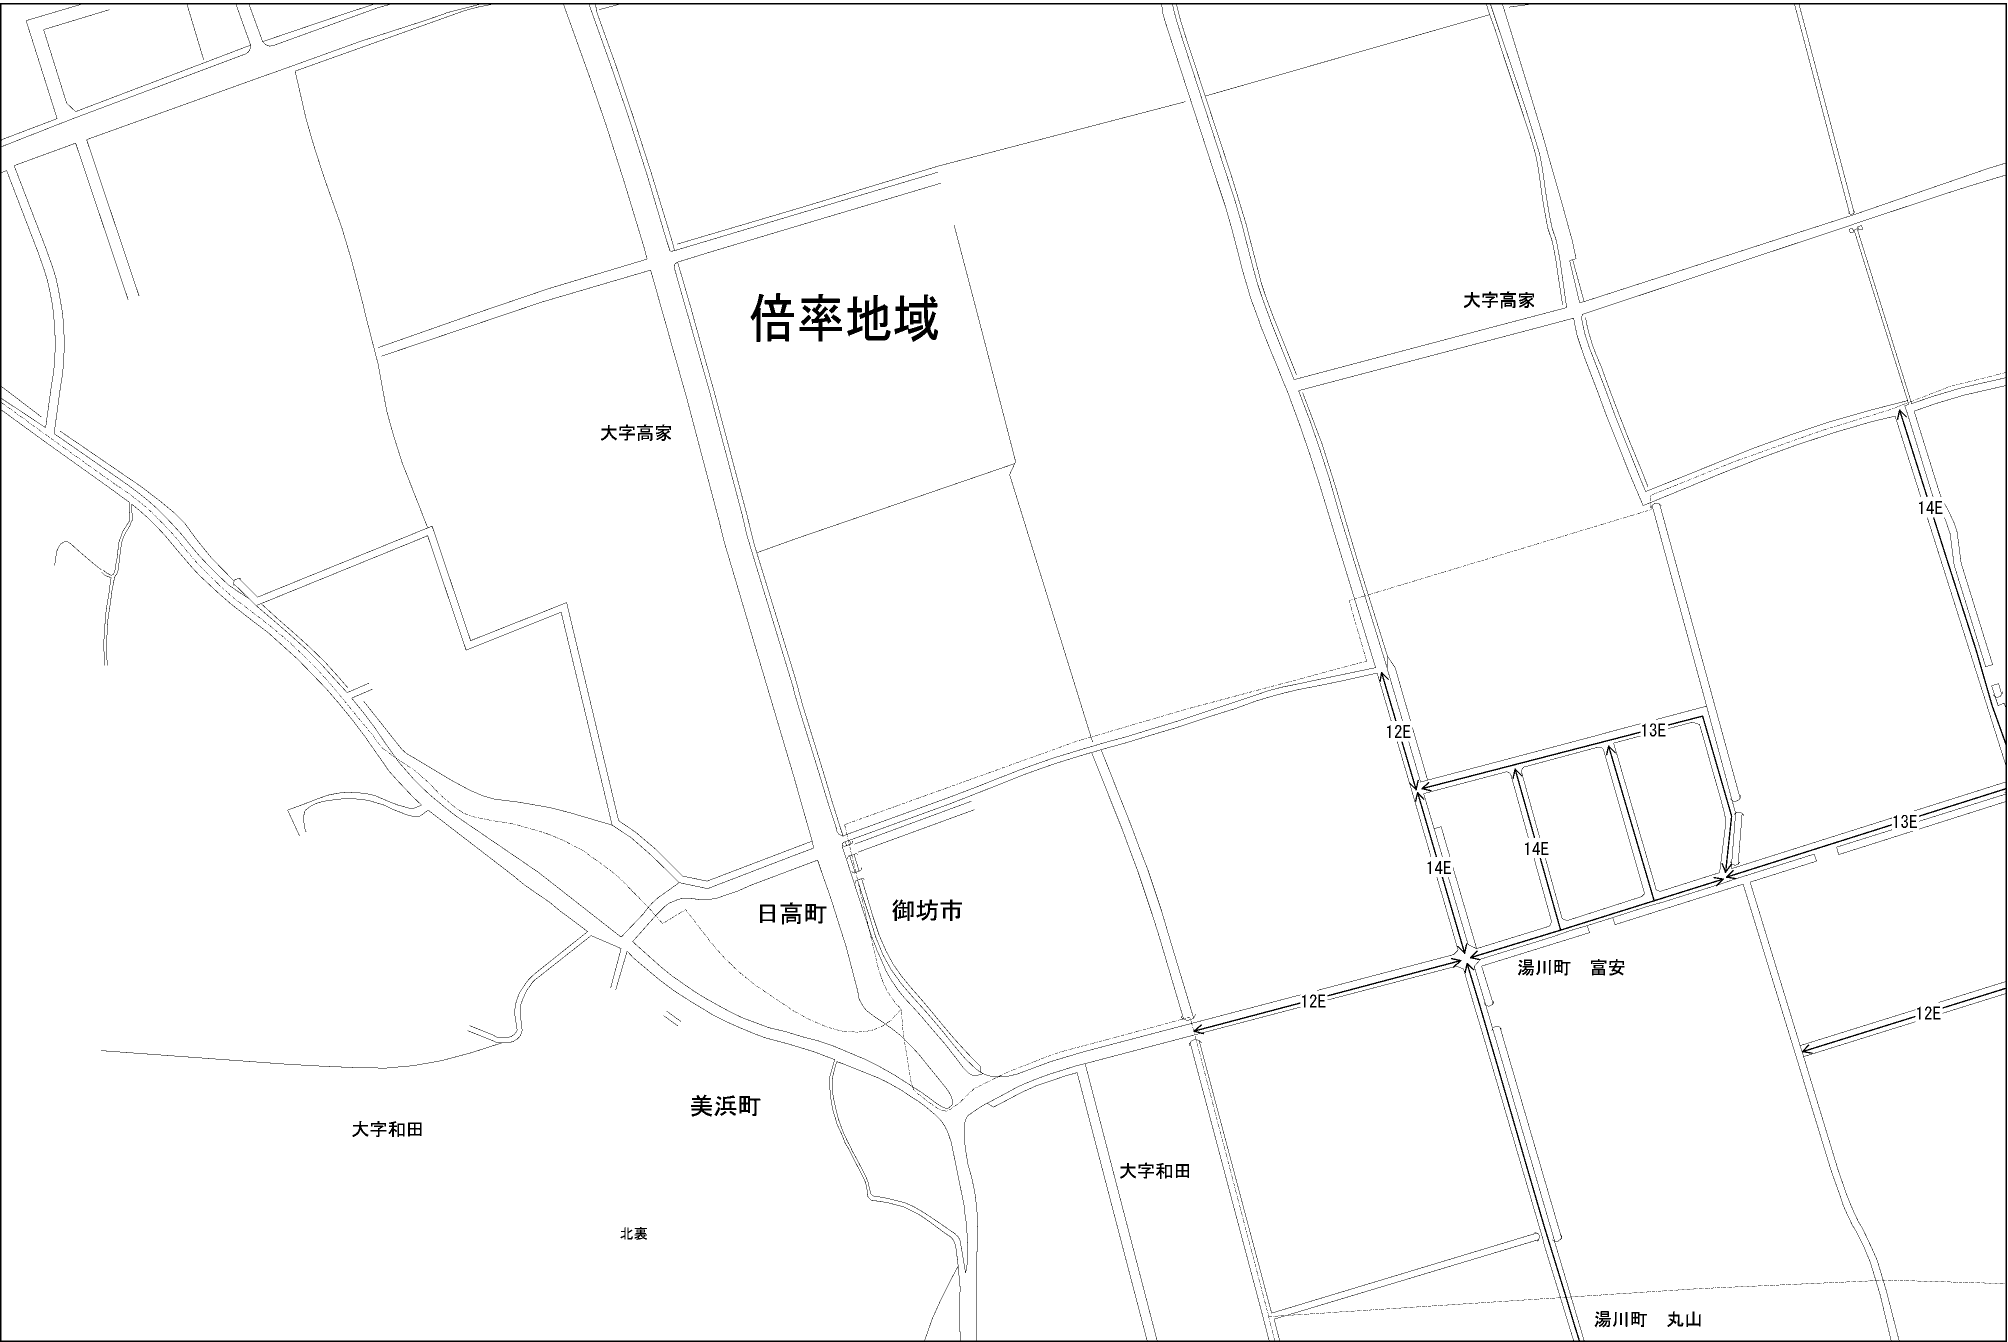 倍率地域
大字高家
大字高家
14E
12E
13E
13E
14E
14E
日高町
御坊市
湯川町　富安
12E
12E
美浜町
大字和田
大字和田
北裏
湯川町　丸山